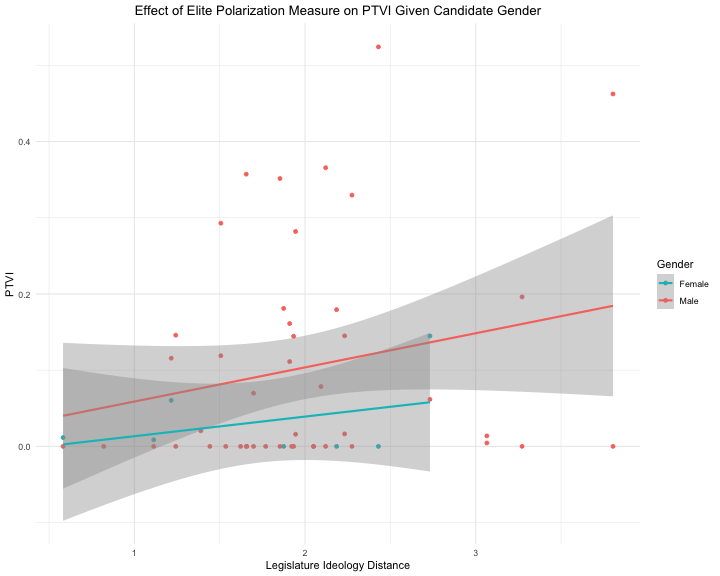 Effect of Elite Polarization Measure on PTVI Given Candidate Gender
PTVI
0.4
0.2
0.0
1
2
3
Legislature Ideology Distance
Gender
Female
Male